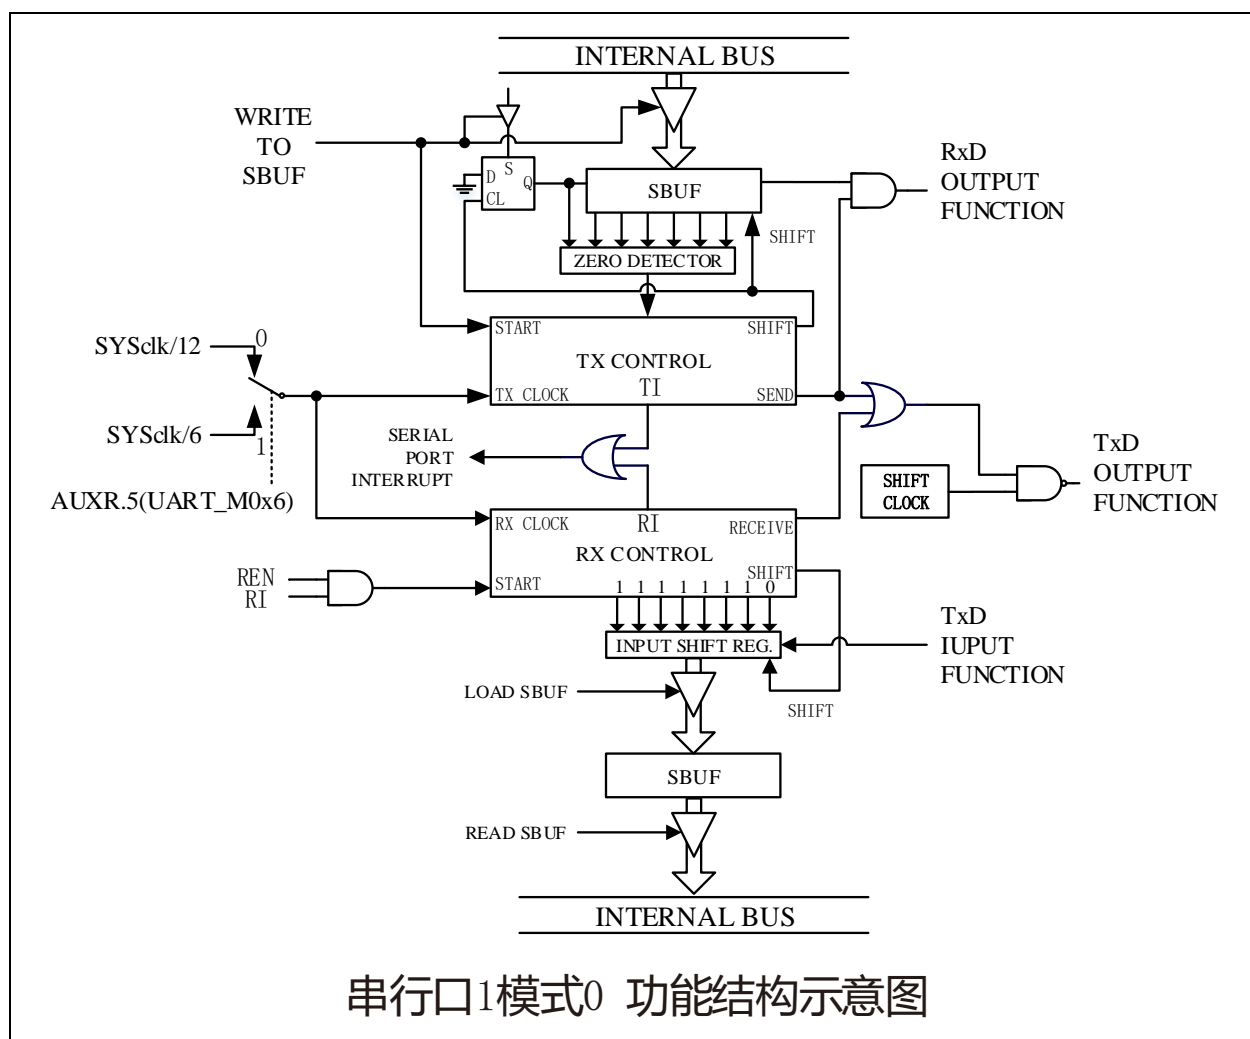 INTERNAL BUS
WRITE
TO
SBUF
D
S
Q
CL
SBUF
RxD
OUTPUT
FUNCTION
SHIFT
ZERO DETECTOR
START
SHIFT
TX CONTROL
TI
TX CLOCK
SEND
SYSclk/12
0
SYSclk/6
1
AUXR.5(UART_M0x6)
SERIAL
PORT
INTERRUPT
SHIFT
CLOCK
TxD
OUTPUT
FUNCTION
RX CLOCK
RI
RECEIVE
RX CONTROL
SHIFT
START
1 1 1 1 1 1 1 0
REN
RI
INPUT SHIFT REG.
TxD
IUPUT
FUNCTION
LOAD SBUF
SHIFT
SBUF
READ SBUF
INTERNAL BUS
串行口1模式0 功能结构示意图